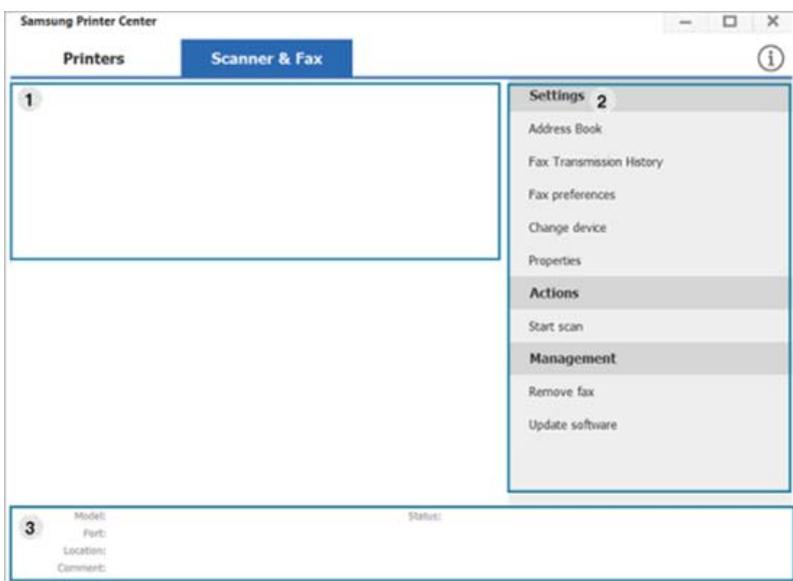 Samsung Printer Center
Printers Scanner & Fax i
1
Settings 2
Address Book
Fax Transmission History
Fax preferences
Change device
Properties
Actions
Start scan
Management
Remove fax
Update software
3
Model: Status:
Port:
Location:
Comment: